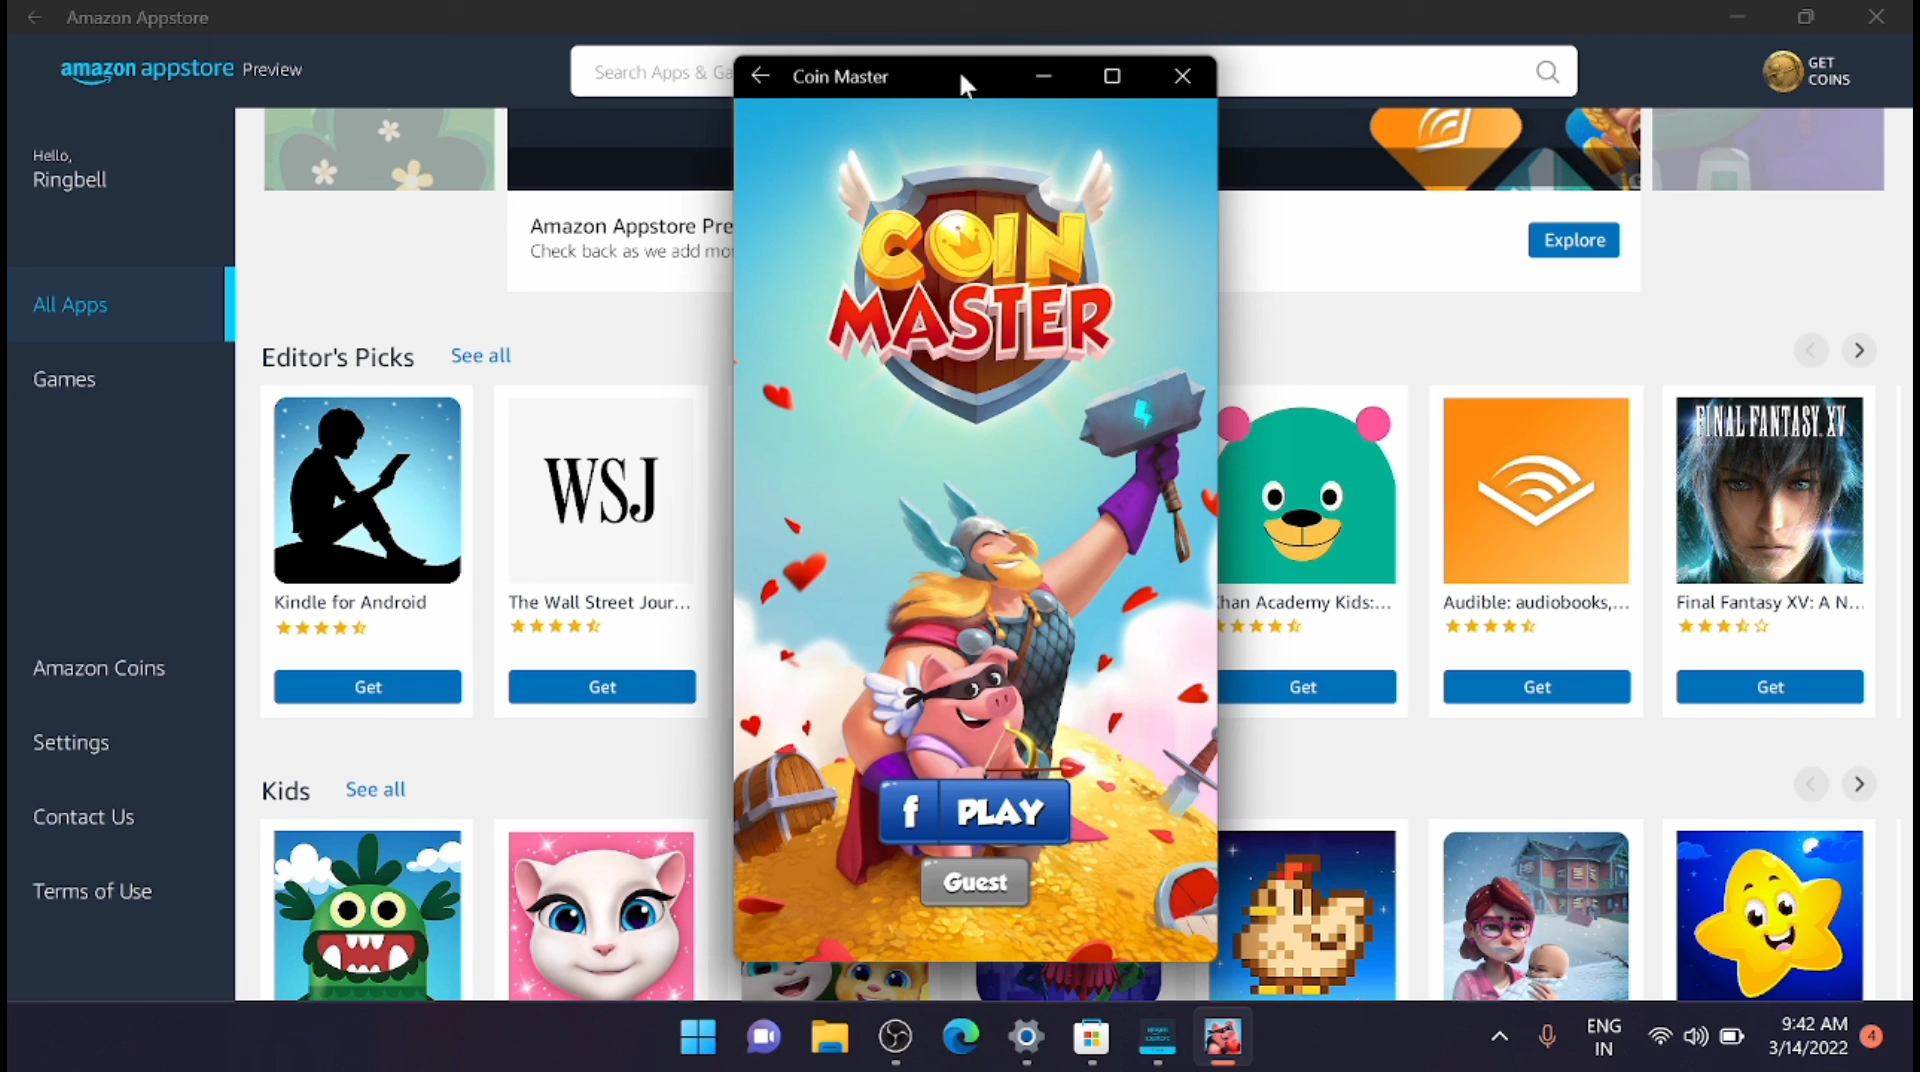 Amazon Appstore
amazon appstore Preview
Search Apps & Ga
GET
COINS
Coin Master
Hello,
Ringbell
All Apps
Games
Amazon Coins
Settings
Contact Us
Terms of Use
Amazon Appstore Pre
Check back as we add mo
Explore
COIN
MASTER
f PLAY
Guest
Editor's Picks See all
WSJ
FINAL FANTASY XV
Kindle for Android
The Wall Street Jour...
Khan Academy Kids:...
Audible: audiobooks,...
Final Fantasy XV: A N...
Get
Get
Get
Get
Get
Kids See all
ENG
IN
9:42 AM
3/14/2022
4